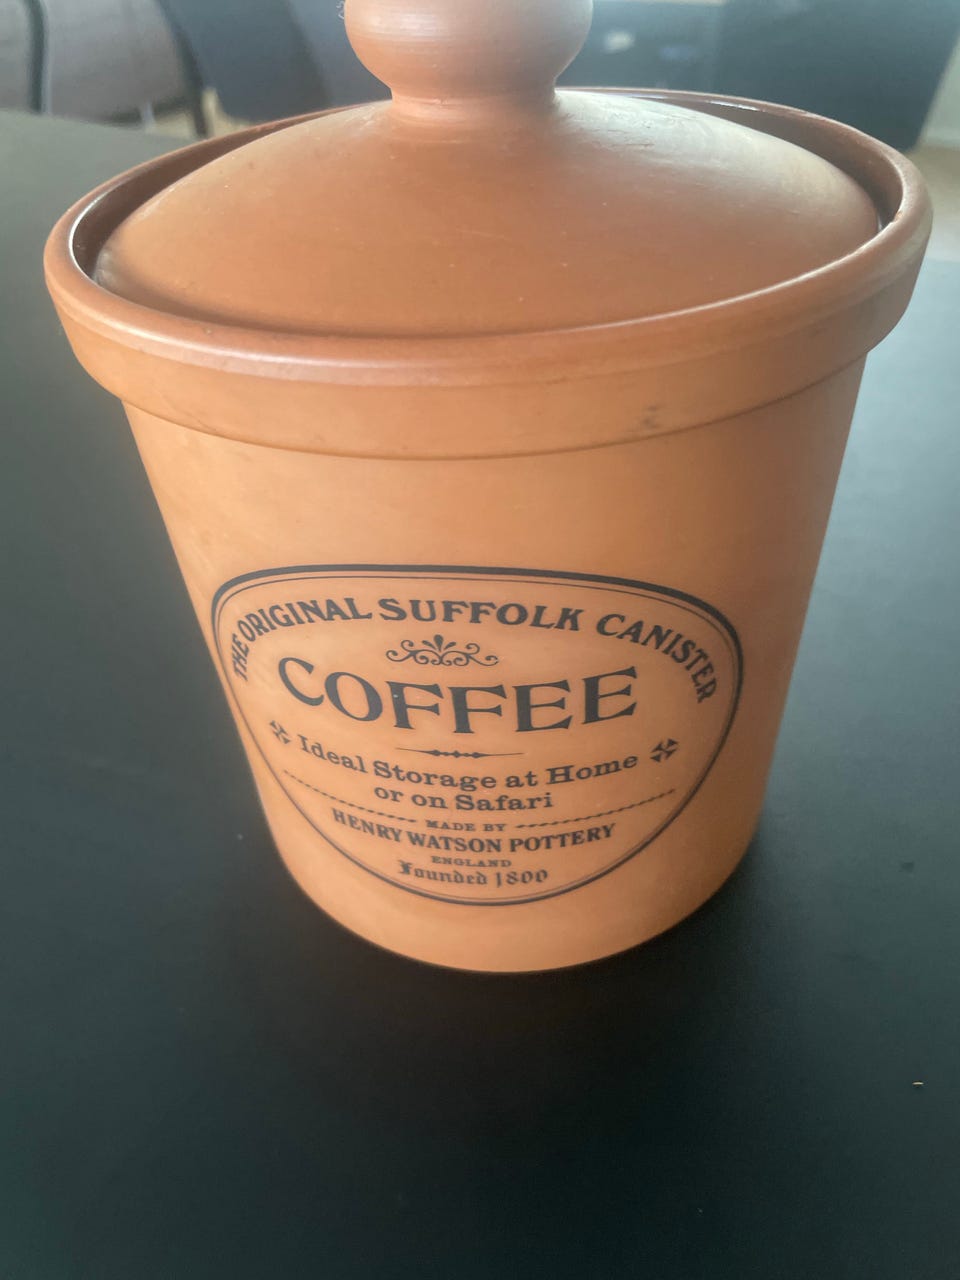 THE ORIGINAL SUFFOLK CANISTER
COFFEE
Ideal Storage at Home
or on Safari
MADE BY
HENRY WATSON POTTERY
ENGLAND
Founded 1800